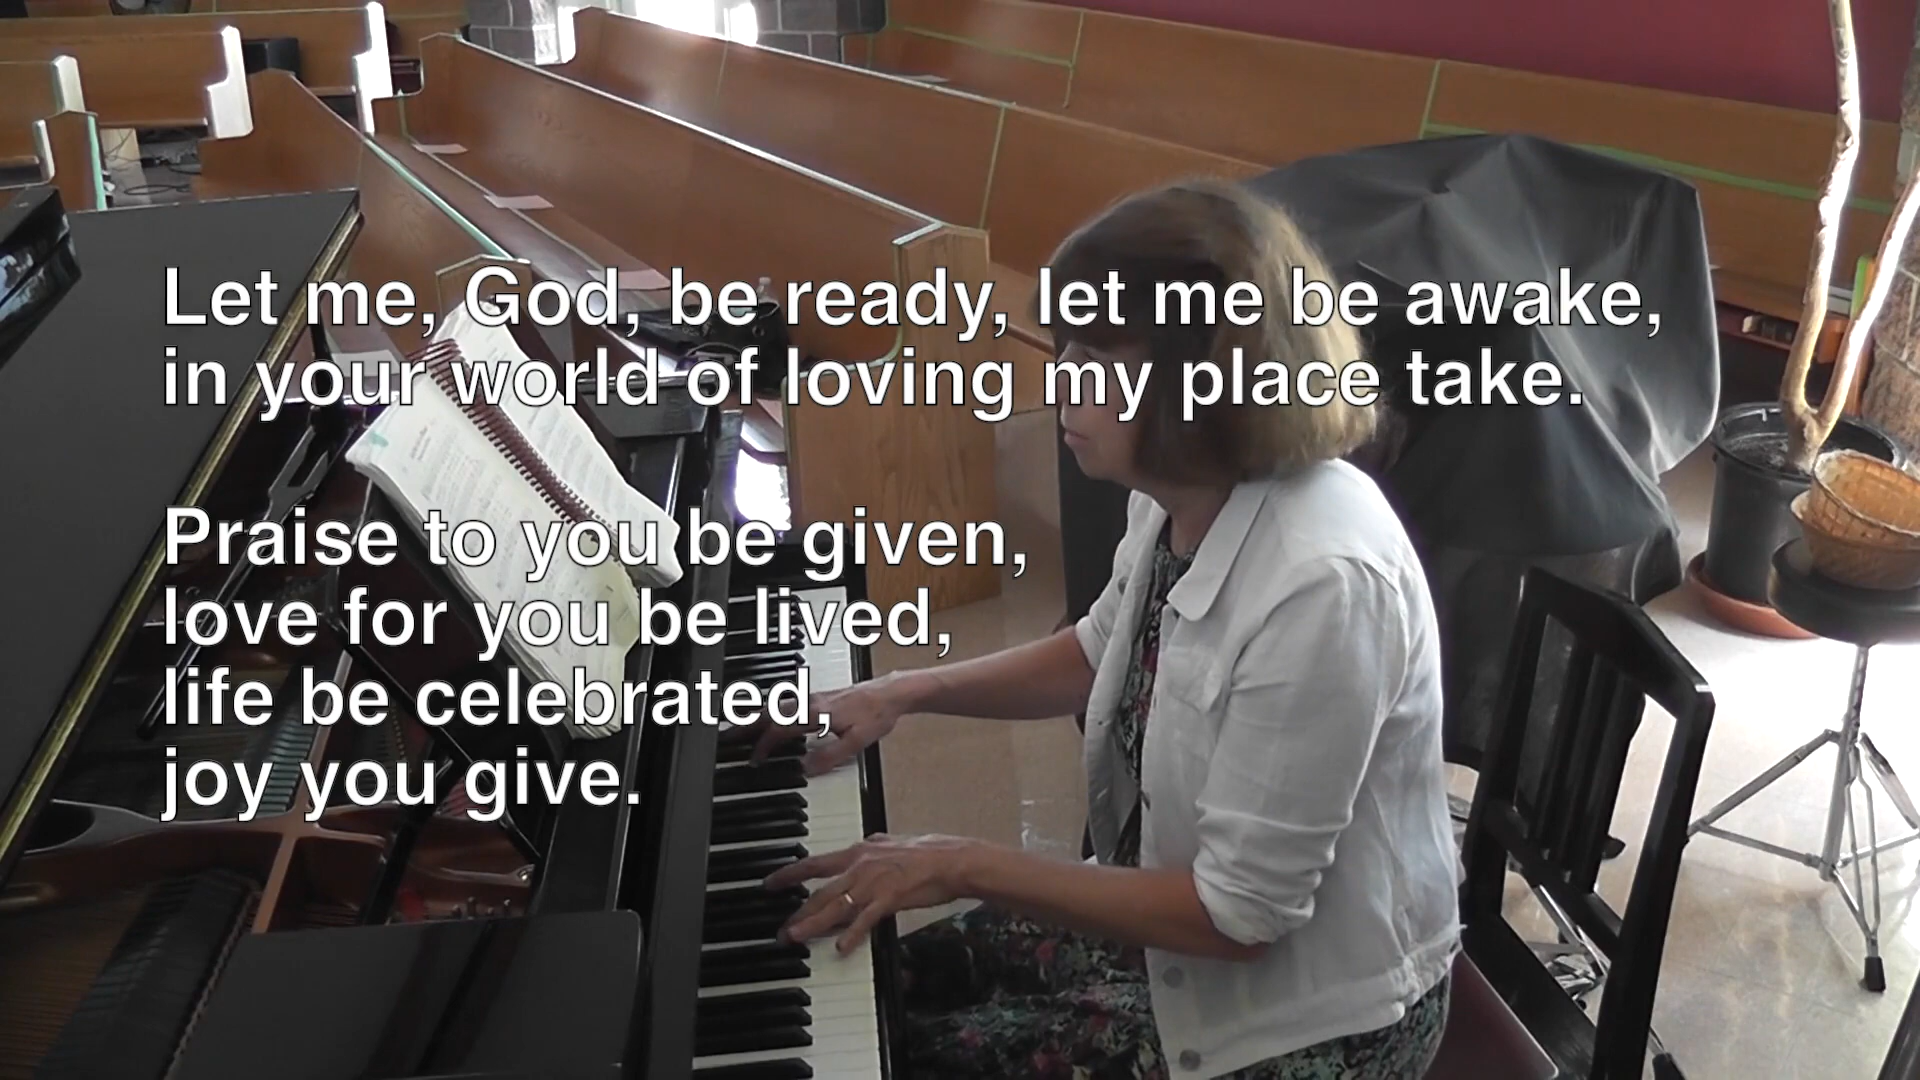 Let me, God, be ready, let me be awake,
in your world of loving my place take.
Praise to you be given,
love for you be lived,
life be celebrated,
joy you give.